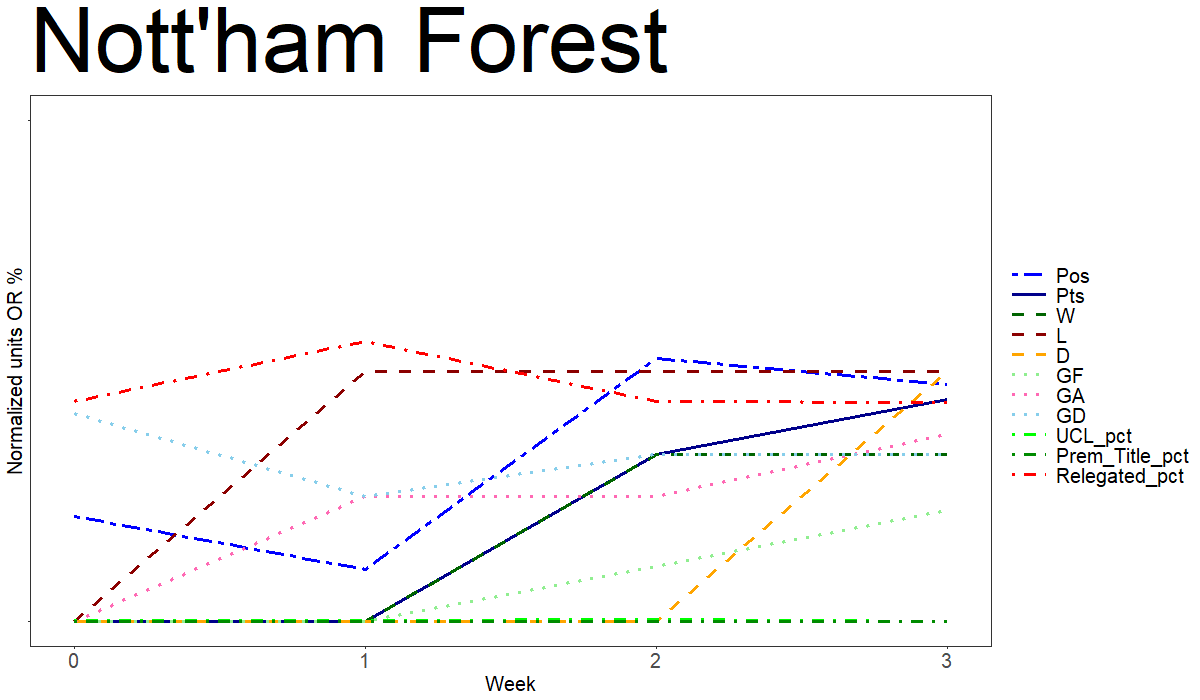 Nott'ham Forest
Normalized units OR %
0 1 2 3
Week
Pos
Pts
W
L
D
GF
GA
GD
UCL_pct
Prem_Title_pct
Relegated_pct